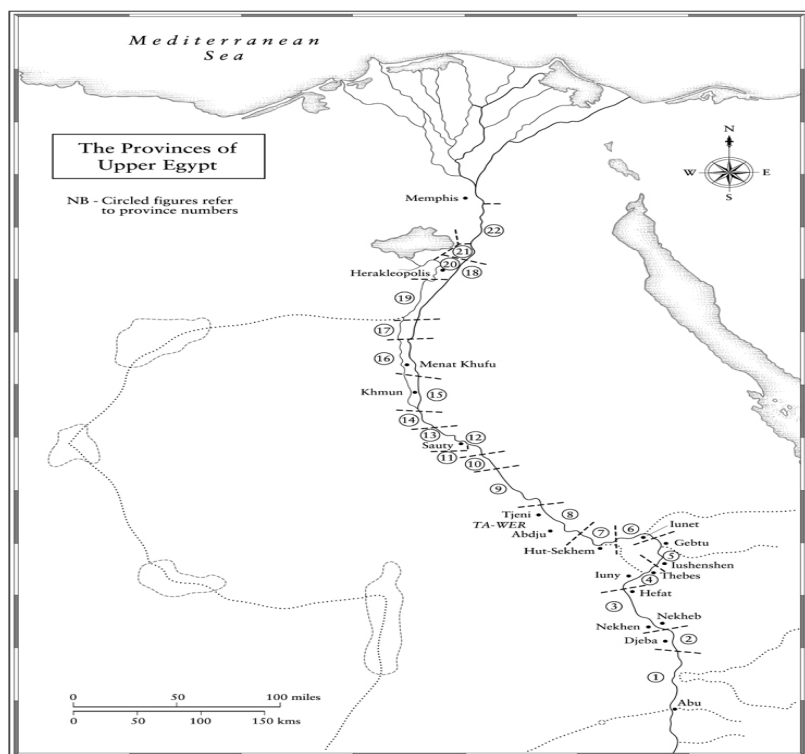 Mediterranean
Sea
The Provinces of
Upper Egypt
NB - Circled figures refer
to province numbers
N
W
E
S
Memphis
22
21
20
18
Herakleopolis
19
17
16
Menat Khufu
Khmun
15
14
13
12
Sauty
11
10
9
Tjeni
8
TA-WER
7
6
Iunet
Abdju
Gebtu
Hut-Sekhem
5
Iushenshen
Iuny
4
Thebes
Hefat
3
Nekheb
Nekhen
Djeba
2
1
Abu
0 50 100 miles
0 50 100 150 kms